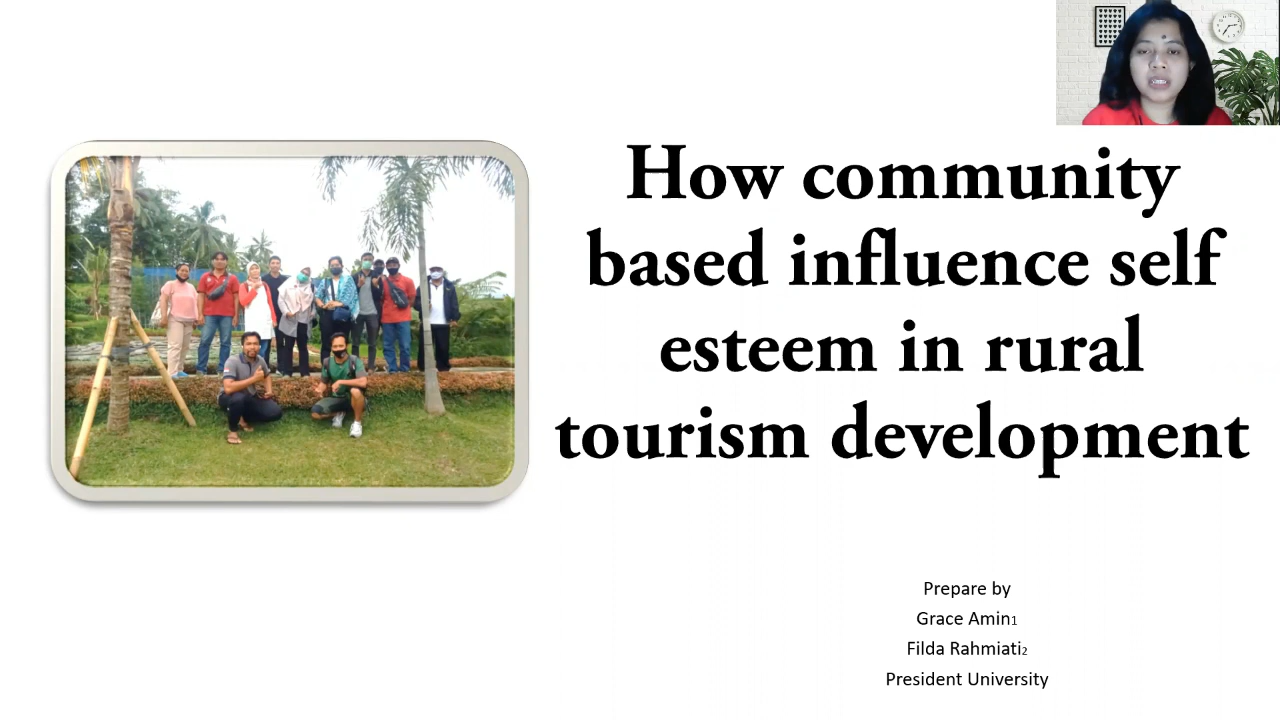 How community
based influence self
esteem in rural
tourism development
Prepare by
Grace Amin1
Filda Rahmiati2
President University